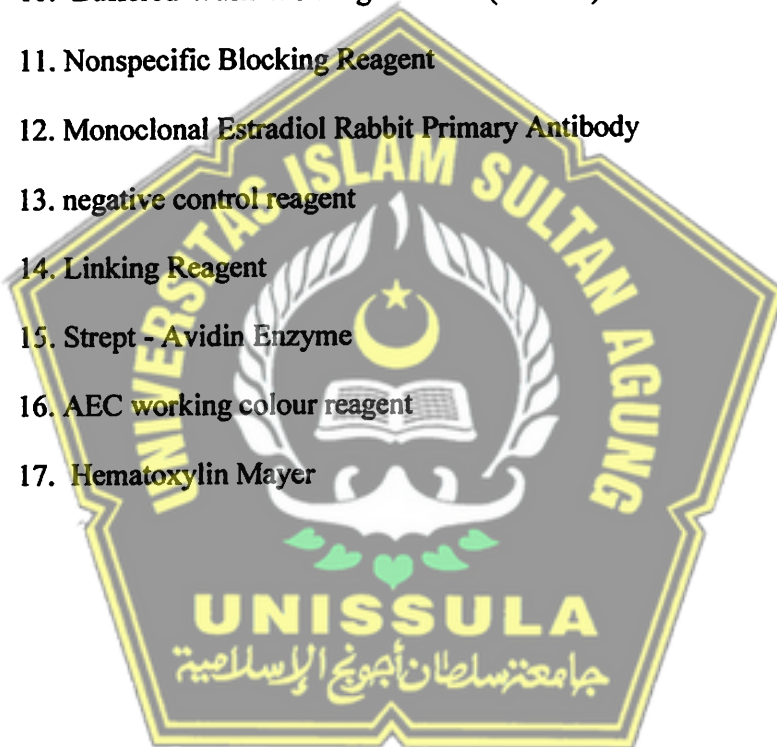 11. Nonspecific Blocking Reagent
12. Monoclonal Estradiol Rabbit Primary Antibody
13. negative control reagent
14. Linking Reagent
15. Strept - Avidin Enzyme
16. AEC working colour reagent
17. Hematoxylin Mayer
UNIVERSITAS ISLAM SULTAN AGUNG
UNISSULA
جامعة سلطان أجونج الإسلامية